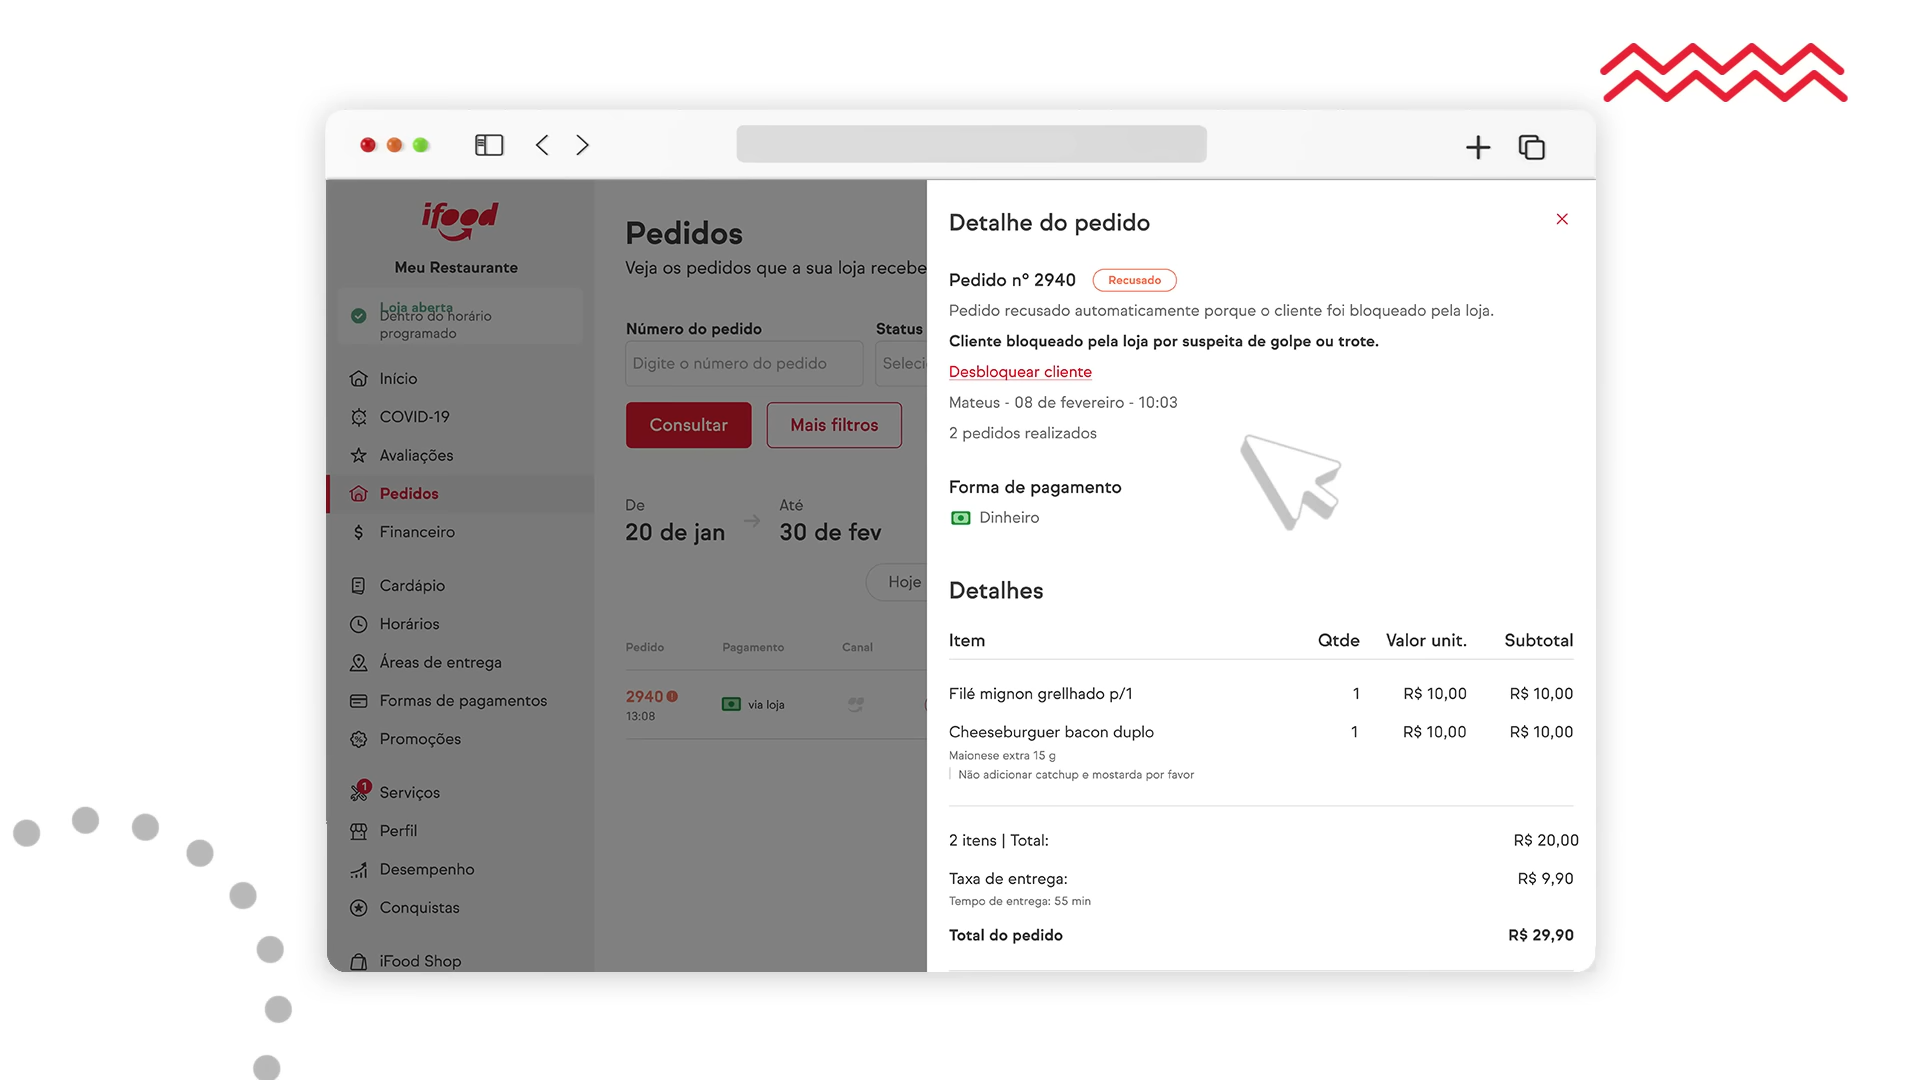 ifood
Meu Restaurante
Loja aberta
Dentro do horário
programado
Início
COVID-19
Avaliações
Pedidos
Financeiro
Cardápio
Horários
Áreas de entrega
Formas de pagamentos
Promoções
1
Serviços
Perfil
Desempenho
Conquistas
iFood Shop
Pedidos
Veja os pedidos que a sua loja recebe
Número do pedido Status
Digite o número do pedido Seleci
Consultar Mais filtros
De Até
20 de jan 30 de fev
Hoje
Pedido Pagamento Canal
2940 via loja
13:08
Detalhe do pedido
Pedido nº 2940 Recusado
Pedido recusado automaticamente porque o cliente foi bloqueado pela loja.
Cliente bloqueado pela loja por suspeita de golpe ou trote.
Desbloquear cliente
Mateus - 08 de fevereiro - 10:03
2 pedidos realizados
Forma de pagamento
Dinheiro
Detalhes
Item Qtde Valor unit. Subtotal
Filé mignon grellhado p/1 1 R$ 10,00 R$ 10,00
Cheeseburguer bacon duplo 1 R$ 10,00 R$ 10,00
Maionese extra 15 g
Não adicionar catchup e mostarda por favor
2 itens | Total: R$ 20,00
Taxa de entrega: R$ 9,90
Tempo de entrega: 55 min
Total do pedido R$ 29,90